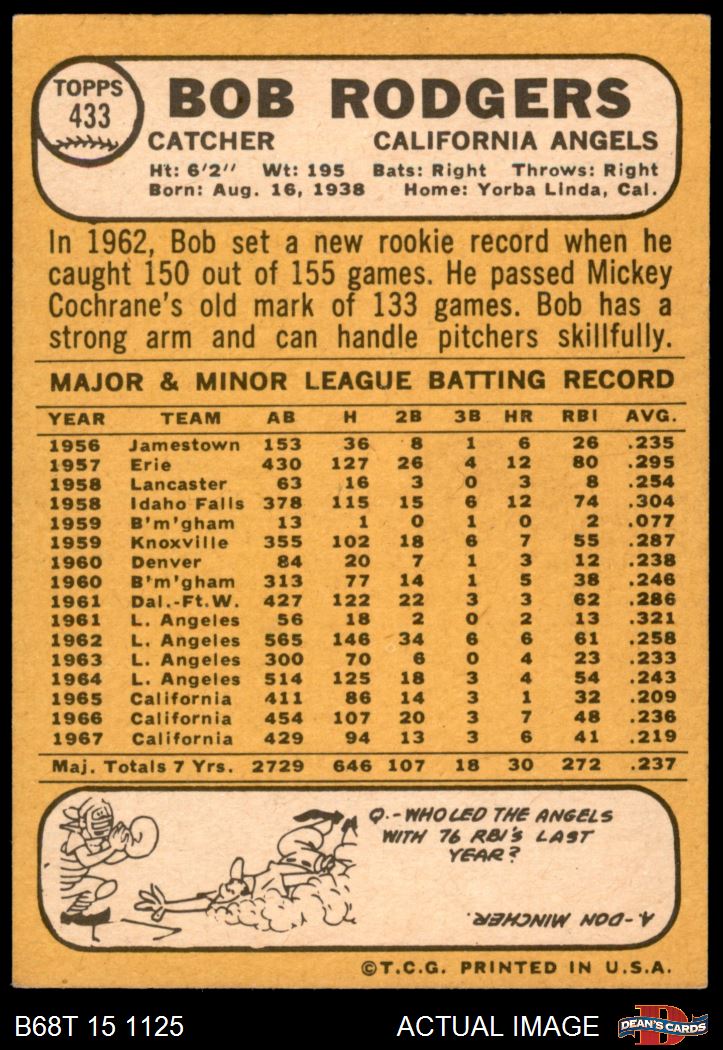 TOPPS
433
BOB RODGERS
CATCHER CALIFORNIA ANGELS
Ht: 6'2" Wt: 195 Bats: Right Throws: Right
Born: Aug. 16, 1938 Home: Yorba Linda, Cal.
In 1962, Bob set a new rookie record when he
caught 150 out of 155 games. He passed Mickey
Cochrane's old mark of 133 games. Bob has a
strong arm and can handle pitchers skillfully.
MAJOR & MINOR LEAGUE BATTING RECORD
YEAR TEAM AB H 2B 3B HR RBI AVG.
1956 Jamestown 153 36 8 1 6 26 .235
1957 Erie 430 127 26 4 12 80 .295
1958 Lancaster 63 16 3 0 3 8 .254
1958 Idaho Falls 378 115 15 6 12 74 .304
1959 B'm'gham 13 1 0 1 0 2 .077
1959 Knoxville 355 102 18 6 7 55 .287
1960 Denver 84 20 7 1 3 12 .238
1960 B'm'gham 313 77 14 1 5 38 .246
1961 Dal.-Ft.W. 427 122 22 3 3 62 .286
1961 L. Angeles 56 18 2 0 2 13 .321
1962 L. Angeles 565 146 34 6 6 61 .258
1963 L. Angeles 300 70 6 0 4 23 .233
1964 L. Angeles 514 125 18 3 4 54 .243
1965 California 411 86 14 3 1 32 .209
1966 California 454 107 20 3 7 48 .236
1967 California 429 94 13 3 6 41 .219
Maj. Totals 7 Yrs. 2729 646 107 18 30 272 .237
Q.-WHO LED THE ANGELS
WITH 76 RBI'S LAST
YEAR?
A-DON MINCHER.
©T.C.G. PRINTED IN U.S.A.
B68T 15 1125 ACTUAL IMAGE
D
DEAN'S CARDS